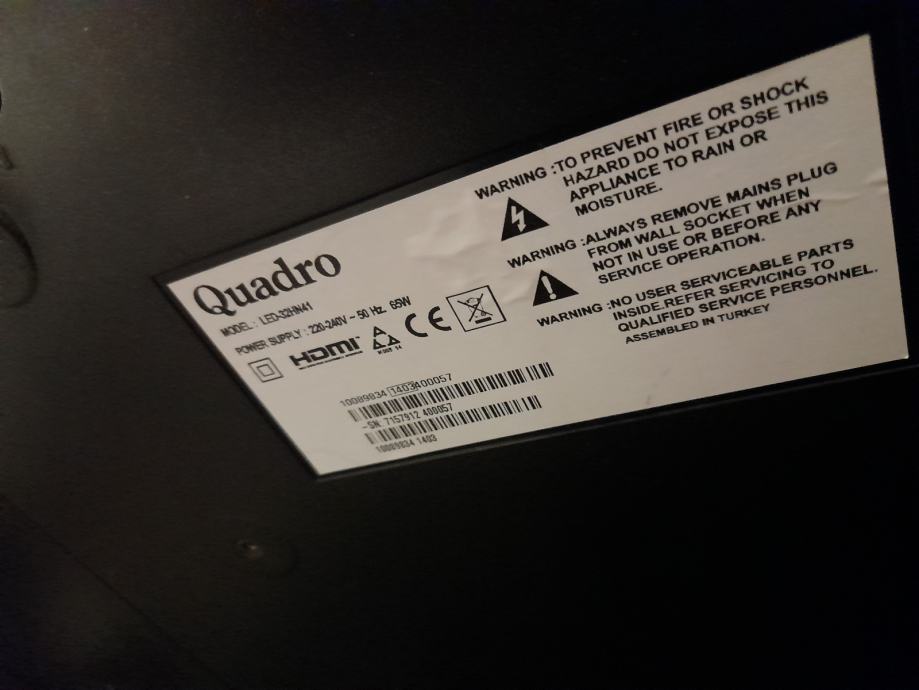 Quadro
MODEL : LED-32HN41
POWER SUPPLY : 220-240V ~ 50 Hz 65W
HDMI
CE
10089834 1403400057
-SN: 7157912 400057
10089834 1403
WARNING :TO PREVENT FIRE OR SHOCK
HAZARD DO NOT EXPOSE THIS
APPLIANCE TO RAIN OR
MOISTURE.
WARNING :ALWAYS REMOVE MAINS PLUG
FROM WALL SOCKET WHEN
NOT IN USE OR BEFORE ANY
SERVICE OPERATION.
WARNING :NO USER SERVICEABLE PARTS
INSIDE.REFER SERVICING TO
QUALIFIED SERVICE PERSONNEL.
ASSEMBLED IN TURKEY